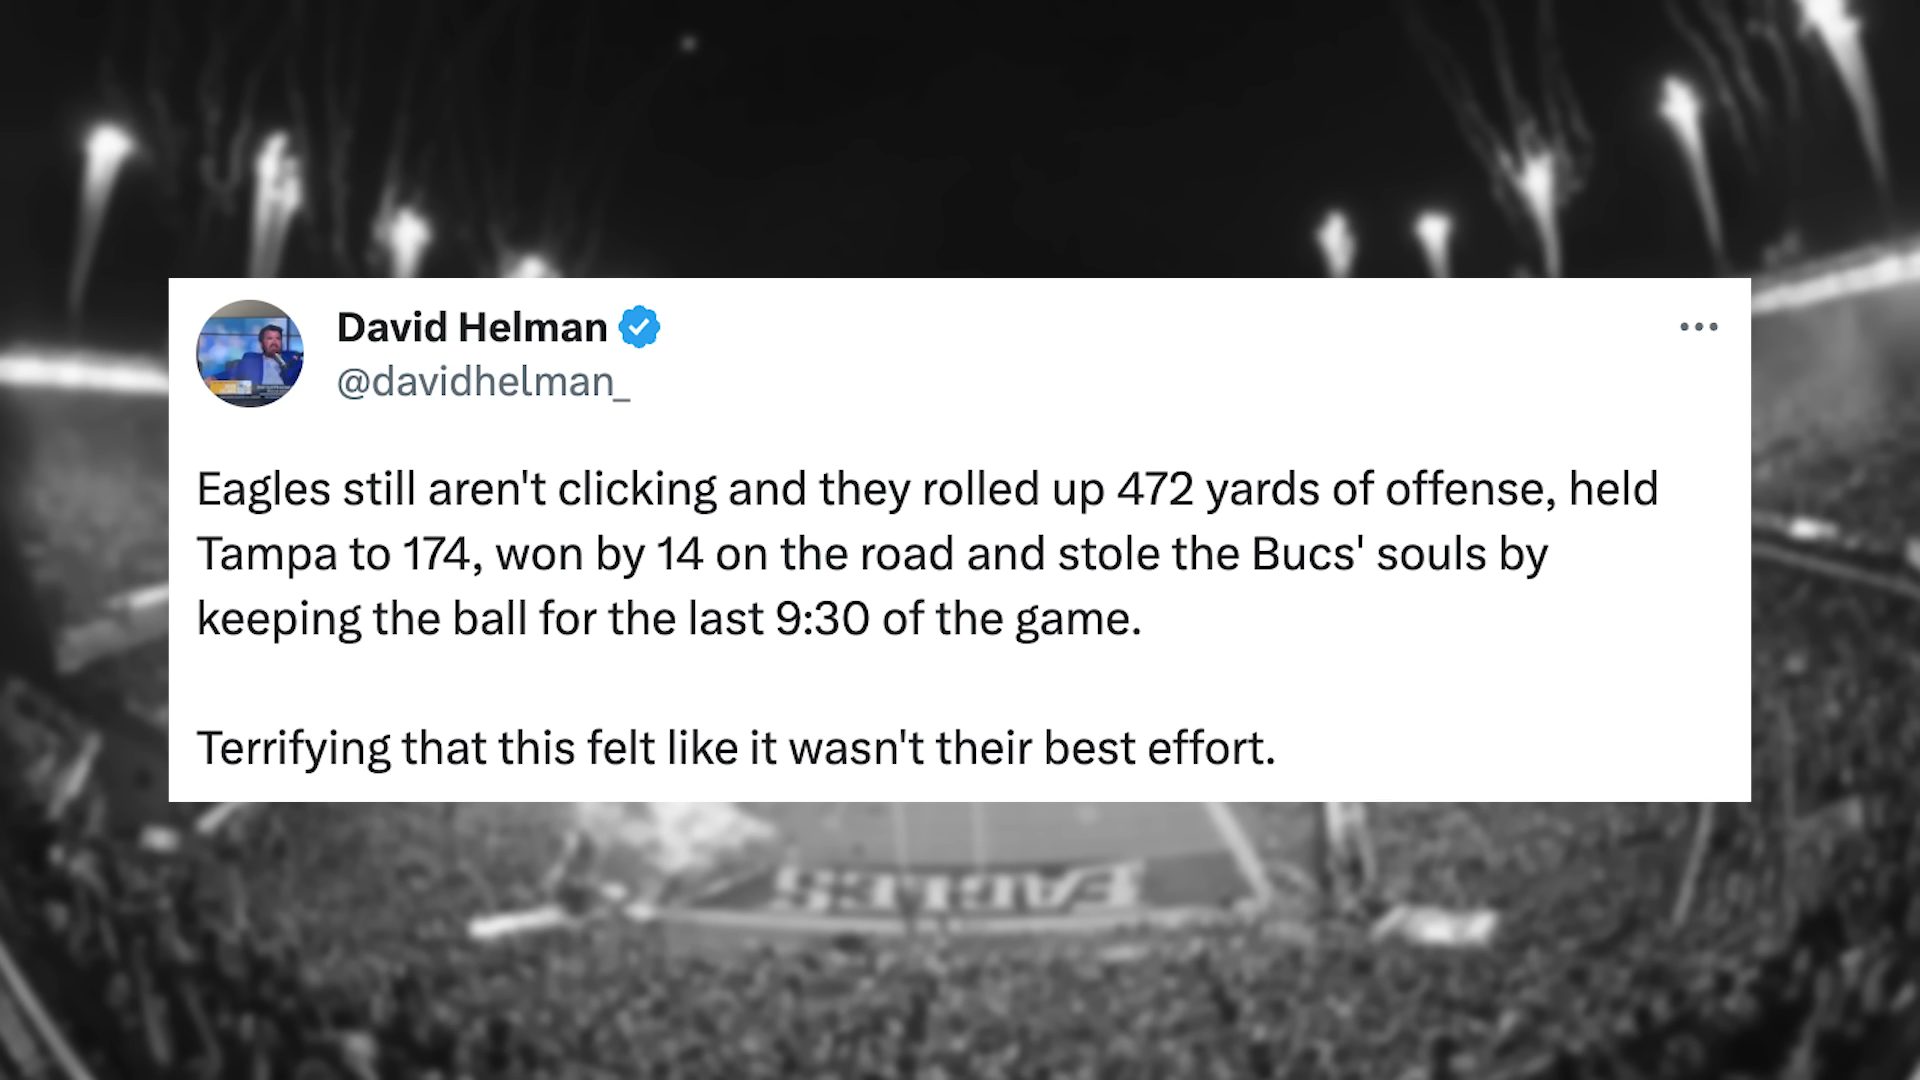 David Helman
@davidhelman_
Eagles still aren't clicking and they rolled up 472 yards of offense, held
Tampa to 174, won by 14 on the road and stole the Bucs' souls by
keeping the ball for the last 9:30 of the game.
Terrifying that this felt like it wasn't their best effort.
EAGLES